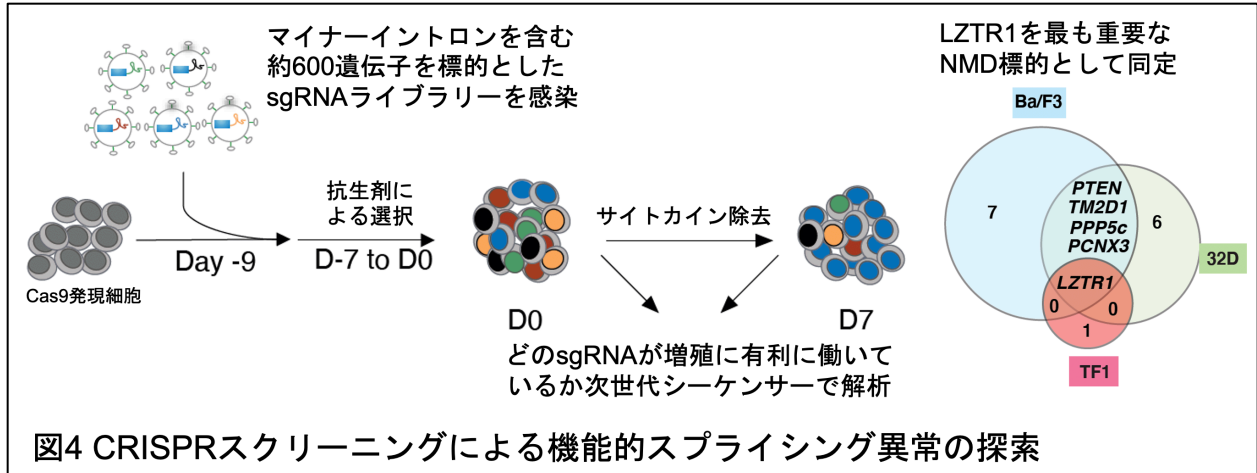 マイナーイントロンを含む
約600遺伝子を標的とした
sgRNAライブラリーを感染
Cas9発現細胞
Day -9
抗生剤に
よる選択
D-7 to D0
D0
サイトカイン除去
D7
どのsgRNAが増殖に有利に働いて
いるか次世代シーケンサーで解析
LZTR1を最も重要な
NMD標的として同定
Ba/F3
7
PTEN
TM2D1
PPP5c
PCNX3
6
32D
LZTR1
0
0
1
TF1
図4 CRISPRスクリーニングによる機能的スプライシング異常の探索